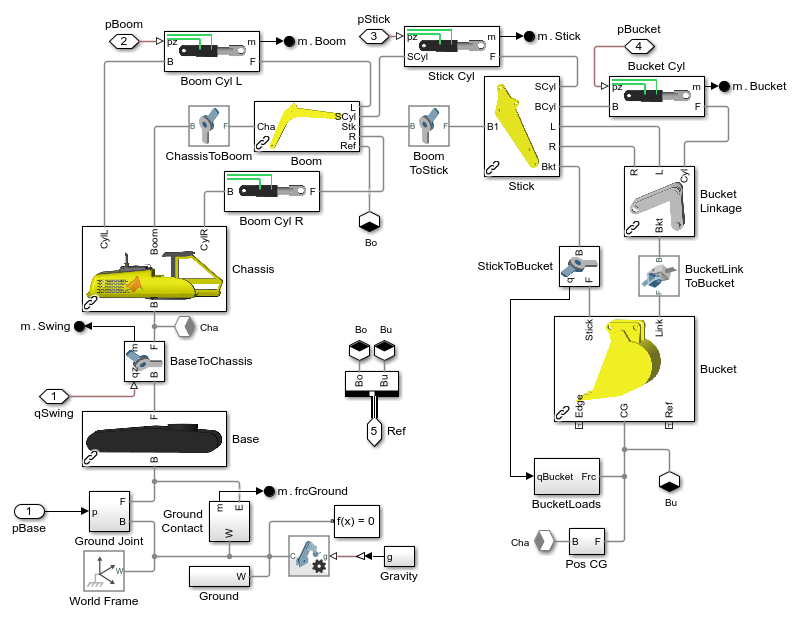 pBoom
2
pz
m
B
F
Boom Cyl L
m.Boom
pStick
3
pz
m
SCyl
F
Stick Cyl
m.Stick
pBucket
4
Bucket Cyl
pz
m
B
F
m.Bucket
B
F
ChassisToBoom
Cha
L
SCyl
Stk
R
Ref
Boom
B
F
Boom
ToStick
B1
SCyl
BCyl
L
R
Bkt
Stick
B
F
Boom Cyl R
Bo
R
L
Cyl
Bkt
Bucket
Linkage
CylL
Boom
CylR
B
Chassis
StickToBucket
B
q
F
B
F
BucketLink
ToBucket
m.Swing
Cha
qz
m
F
B
BaseToChassis
1
qSwing
Bo
Bu
Bo
Bu
5
Ref
Stick
Link
Edge
CG
Ref
Bucket
F
B
Base
qBucket
Frc
BucketLoads
Bu
1
pBase
p
F
B
Ground Joint
Ground
Contact
m
E
W
m.frcGround
f(x) = 0
Cha
B
F
Pos CG
W
World Frame
W
Ground
C
g
g
Gravity